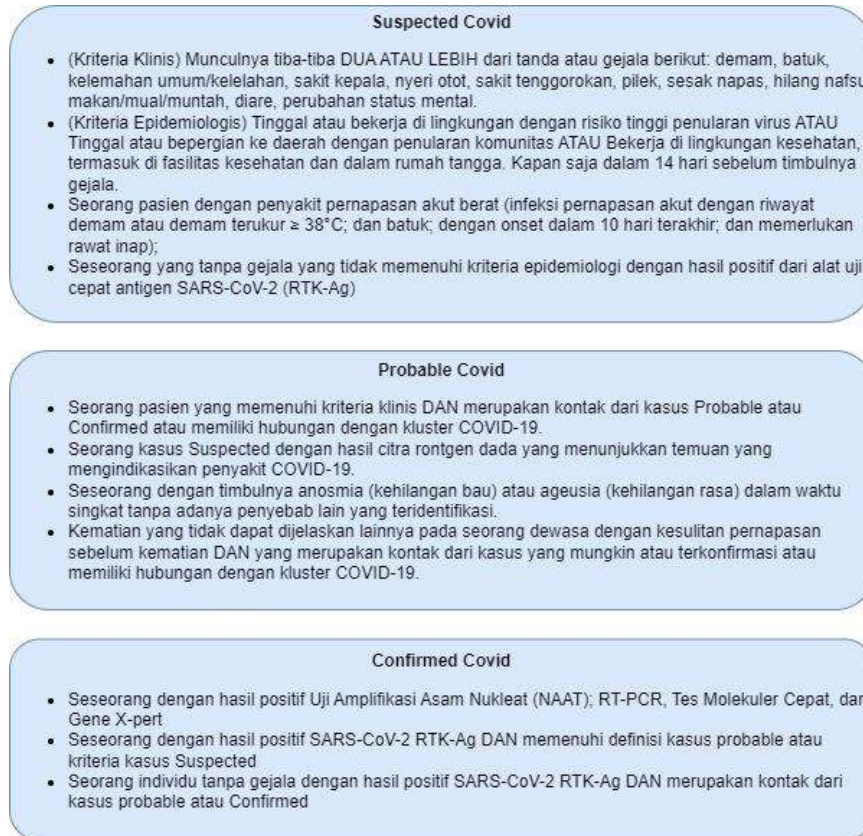 Suspected Covid
• (Kriteria Klinis) Munculnya tiba-tiba DUA ATAU LEBIH dari tanda atau gejala berikut: demam, batuk,
kelemahan umum/kelelahan, sakit kepala, nyeri otot, sakit tenggorokan, pilek, sesak napas, hilang nafsu
makan/mual/muntah, diare, perubahan status mental.
• (Kriteria Epidemiologis) Tinggal atau bekerja di lingkungan dengan risiko tinggi penularan virus ATAU
Tinggal atau bepergian ke daerah dengan penularan komunitas ATAU Bekerja di lingkungan kesehatan,
termasuk di fasilitas kesehatan dan dalam rumah tangga. Kapan saja dalam 14 hari sebelum timbulnya
gejala.
• Seorang pasien dengan penyakit pernapasan akut berat (infeksi pernapasan akut dengan riwayat
demam atau demam terukur ≥ 38°C; dan batuk; dengan onset dalam 10 hari terakhir; dan memerlukan
rawat inap);
• Seseorang yang tanpa gejala yang tidak memenuhi kriteria epidemiologi dengan hasil positif dari alat uji
cepat antigen SARS-CoV-2 (RTK-Ag)
Probable Covid
• Seorang pasien yang memenuhi kriteria klinis DAN merupakan kontak dari kasus Probable atau
Confirmed atau memiliki hubungan dengan kluster COVID-19.
• Seorang kasus Suspected dengan hasil citra rontgen dada yang menunjukkan temuan yang
mengindikasikan penyakit COVID-19.
• Seseorang dengan timbulnya anosmia (kehilangan bau) atau ageusia (kehilangan rasa) dalam waktu
singkat tanpa adanya penyebab lain yang teridentifikasi.
• Kematian yang tidak dapat dijelaskan lainnya pada seorang dewasa dengan kesulitan pernapasan
sebelum kematian DAN yang merupakan kontak dari kasus yang mungkin atau terkonfirmasi atau
memiliki hubungan dengan kluster COVID-19.
Confirmed Covid
• Seseorang dengan hasil positif Uji Amplifikasi Asam Nukleat (NAAT); RT-PCR, Tes Molekuler Cepat, dan
Gene X-pert
• Seseorang dengan hasil positif SARS-CoV-2 RTK-Ag DAN memenuhi definisi kasus probable atau
kriteria kasus Suspected
• Seorang individu tanpa gejala dengan hasil positif SARS-CoV-2 RTK-Ag DAN merupakan kontak dari
kasus probable atau Confirmed